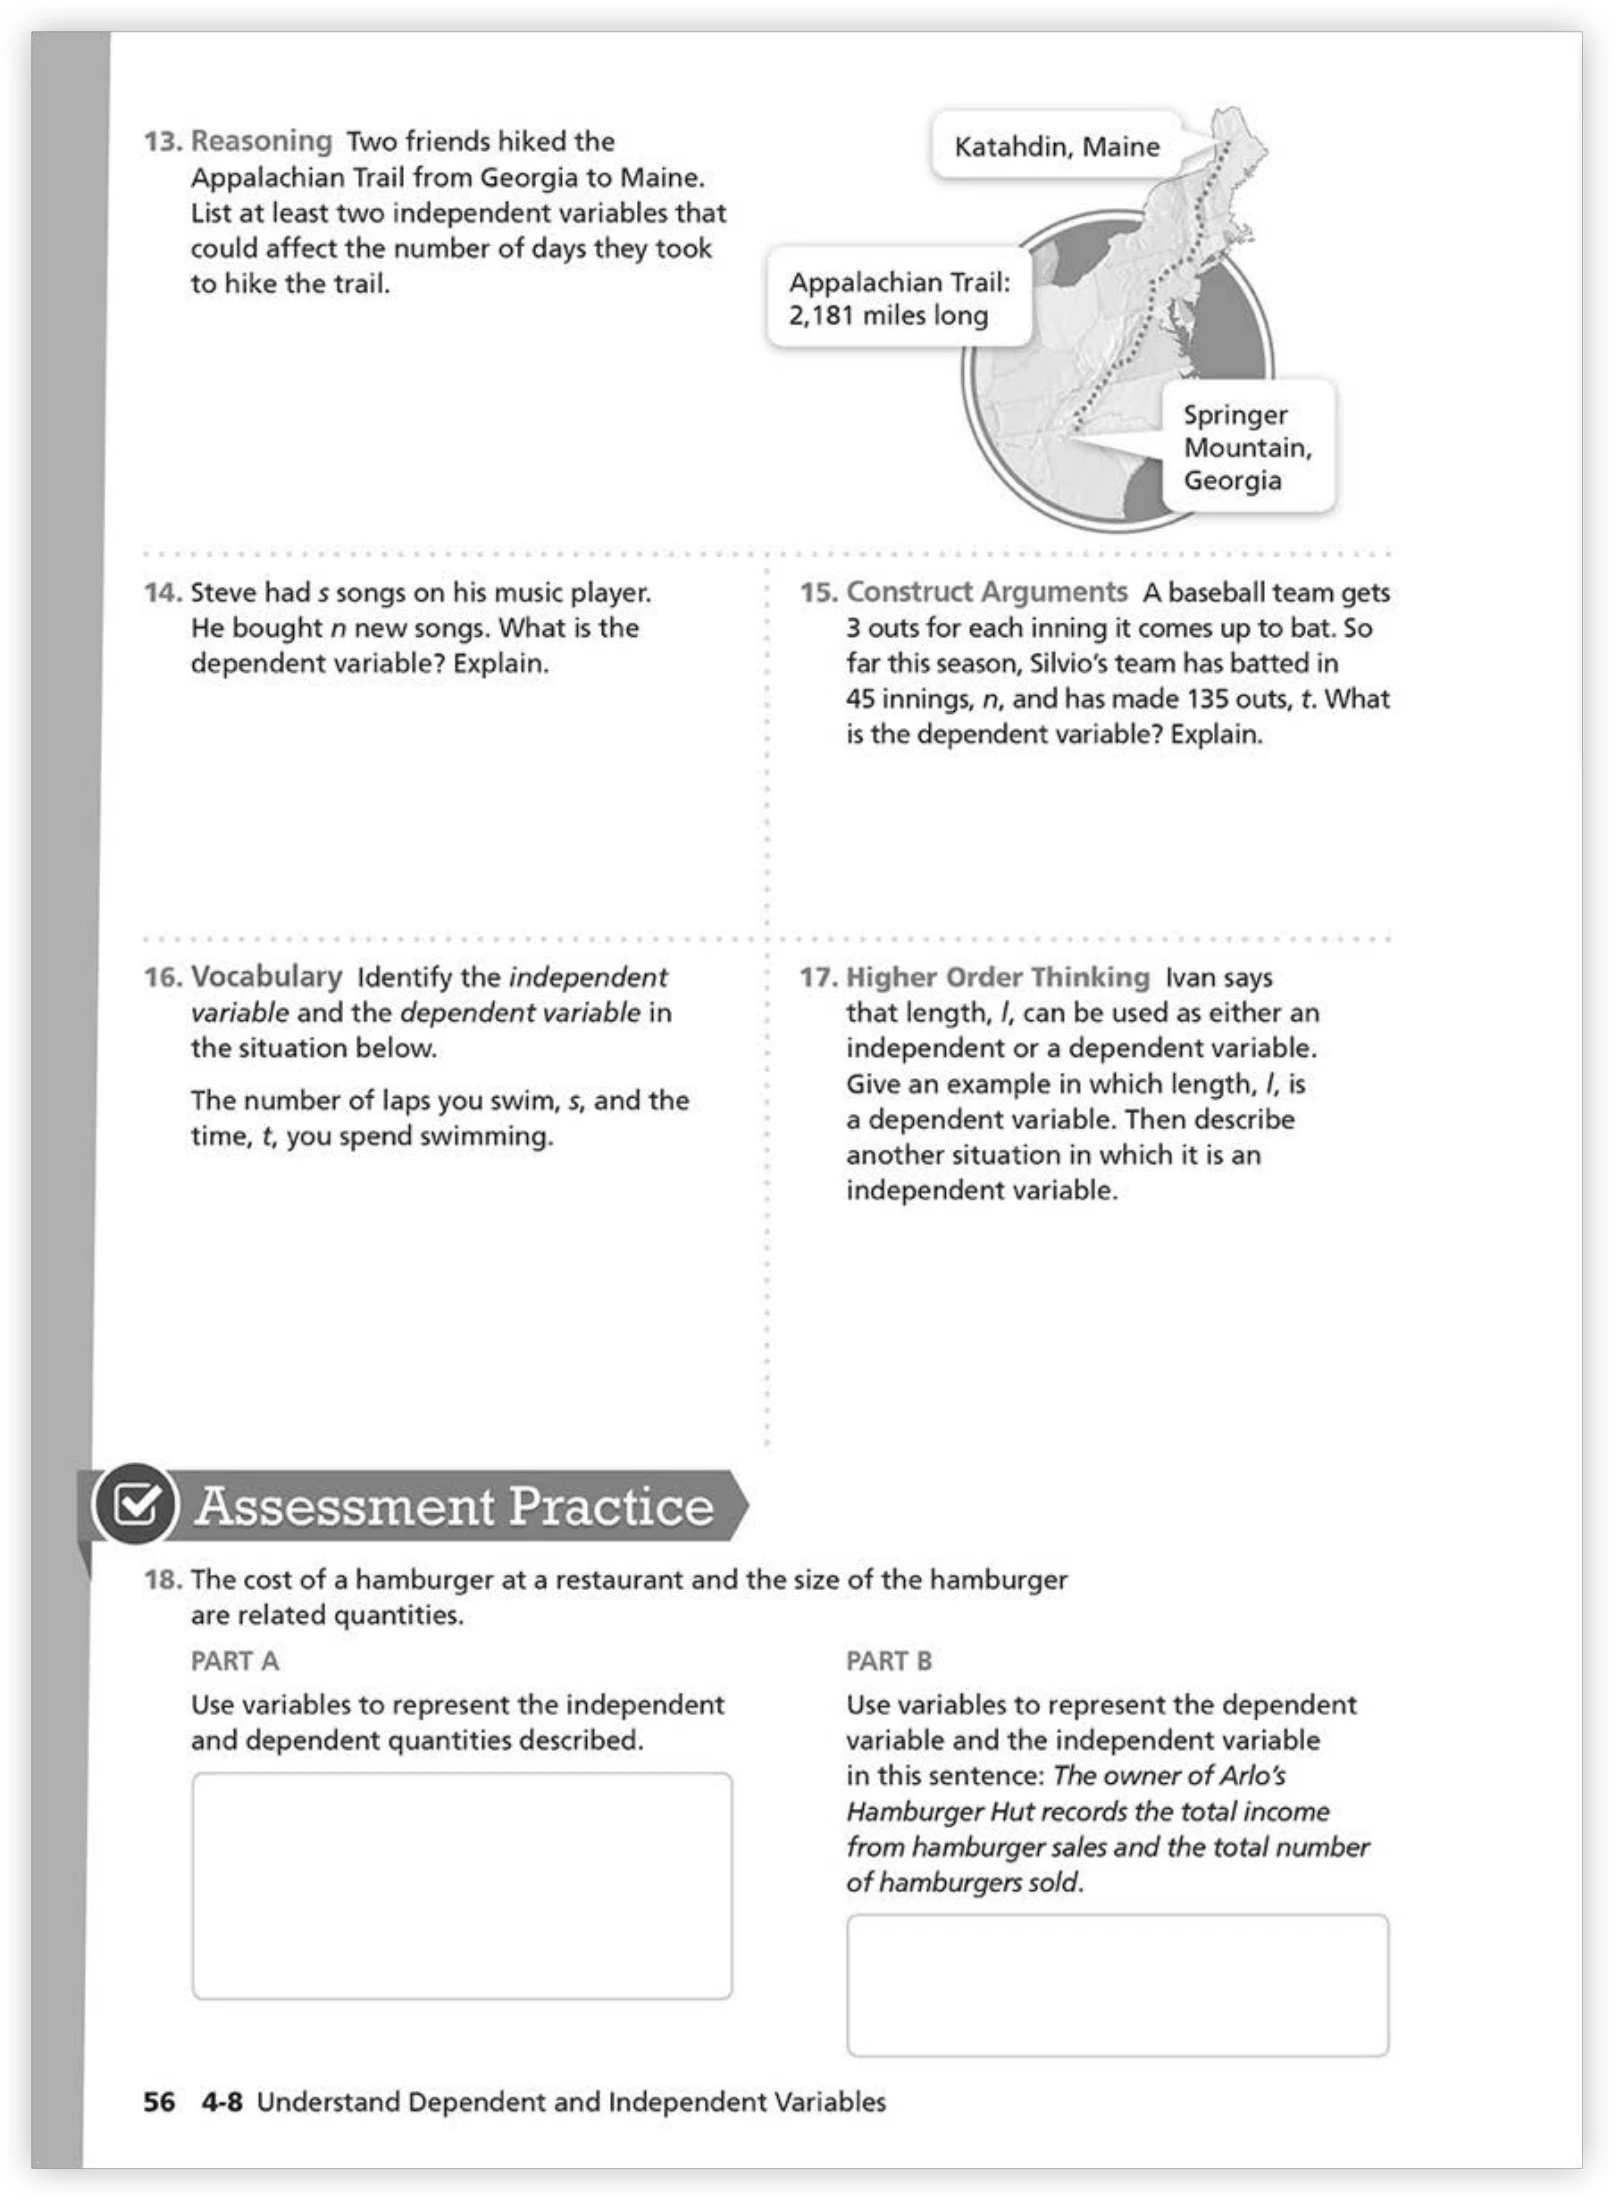 13. Reasoning Two friends hiked the
Appalachian Trail from Georgia to Maine.
List at least two independent variables that
could affect the number of days they took
to hike the trail.
Katahdin, Maine
Appalachian Trail:
2,181 miles long
Springer
Mountain,
Georgia
14. Steve had s songs on his music player.
He bought n new songs. What is the
dependent variable? Explain.
15. Construct Arguments A baseball team gets
3 outs for each inning it comes up to bat. So
far this season, Silvio’s team has batted in
45 innings, n, and has made 135 outs, t. What
is the dependent variable? Explain.
16. Vocabulary Identify the independent
variable and the dependent variable in
the situation below.
The number of laps you swim, s, and the
time, t, you spend swimming.
17. Higher Order Thinking Ivan says
that length, l, can be used as either an
independent or a dependent variable.
Give an example in which length, l, is
a dependent variable. Then describe
another situation in which it is an
independent variable.
Assessment Practice
18. The cost of a hamburger at a restaurant and the size of the hamburger
are related quantities.
PART A
Use variables to represent the independent
and dependent quantities described.
PART B
Use variables to represent the dependent
variable and the independent variable
in this sentence: The owner of Arlo’s
Hamburger Hut records the total income
from hamburger sales and the total number
of hamburgers sold.
56 4-8 Understand Dependent and Independent Variables